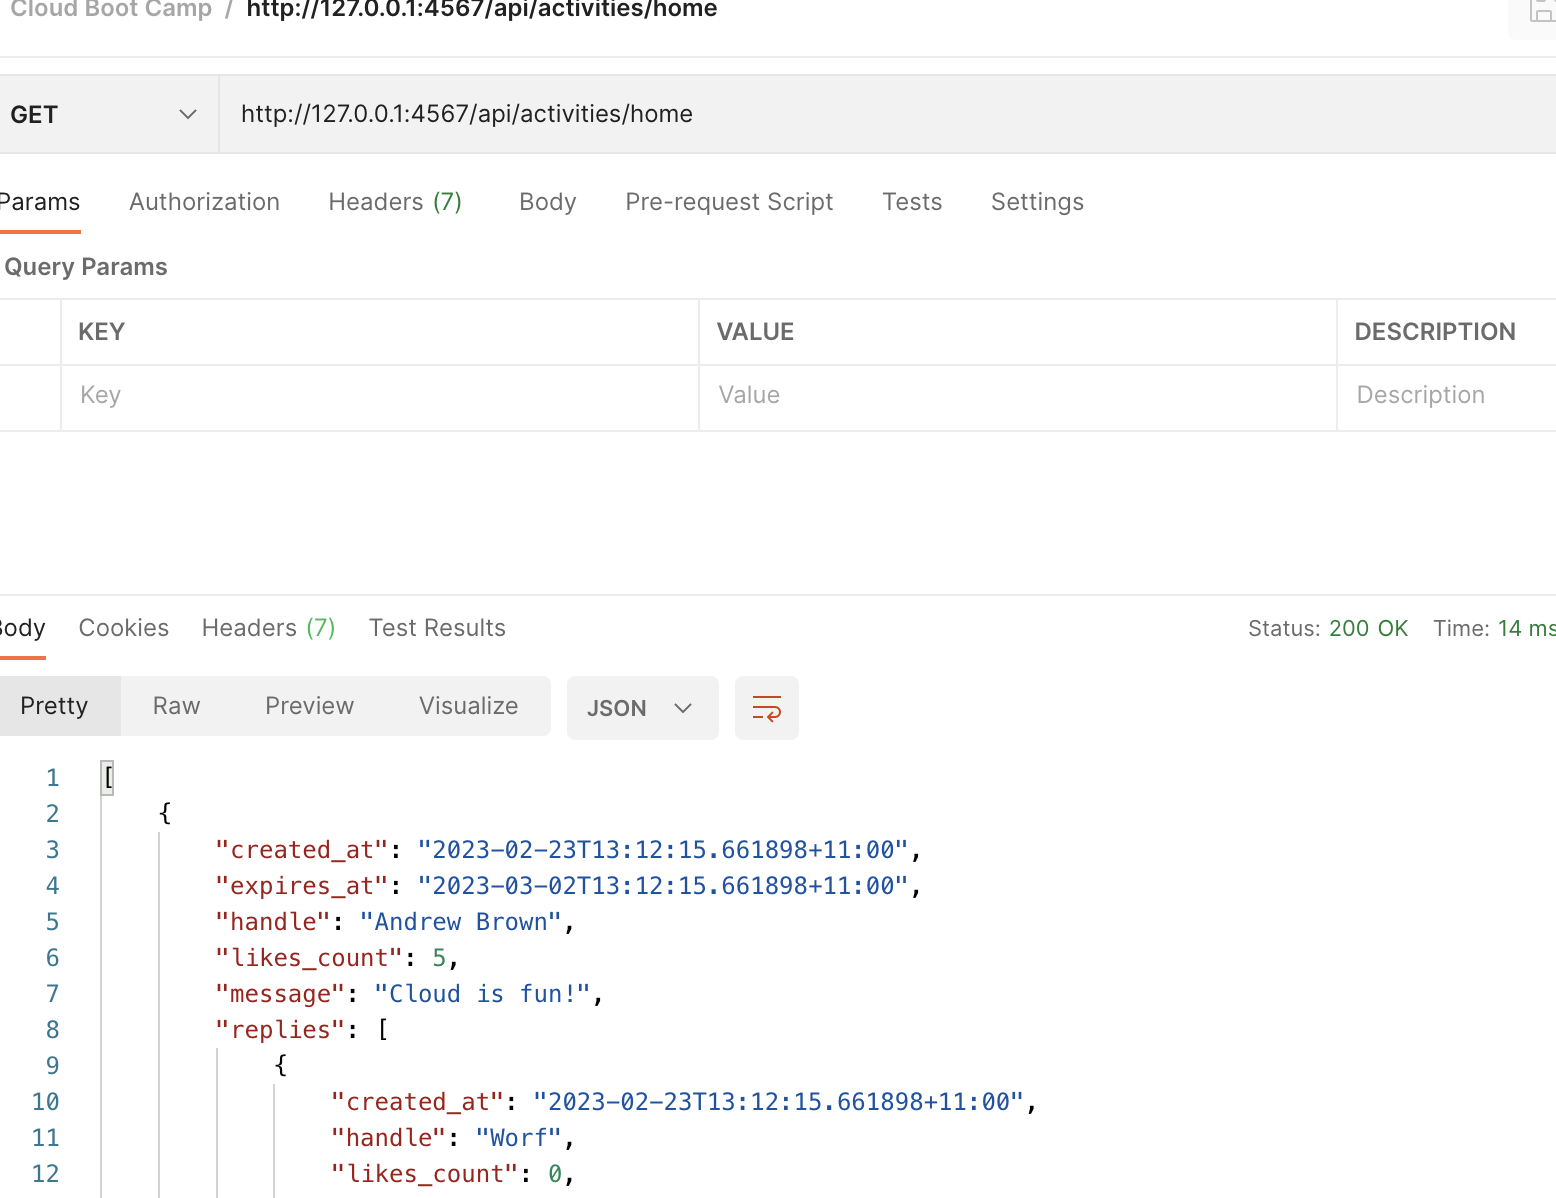 Cloud Boot Camp / http://127.0.0.1:4567/api/activities/home
GET http://127.0.0.1:4567/api/activities/home
Params Authorization Headers (7) Body Pre-request Script Tests Settings
Query Params
KEY VALUE DESCRIPTION
Key Value Description
Body Cookies Headers (7) Test Results Status: 200 OK Time: 14 ms
Pretty Raw Preview Visualize JSON
1 [
2 {
3 "created_at": "2023-02-23T13:12:15.661898+11:00",
4 "expires_at": "2023-03-02T13:12:15.661898+11:00",
5 "handle": "Andrew Brown",
6 "likes_count": 5,
7 "message": "Cloud is fun!",
8 "replies": [
9 {
10 "created_at": "2023-02-23T13:12:15.661898+11:00",
11 "handle": "Worf",
12 "likes_count": 0,